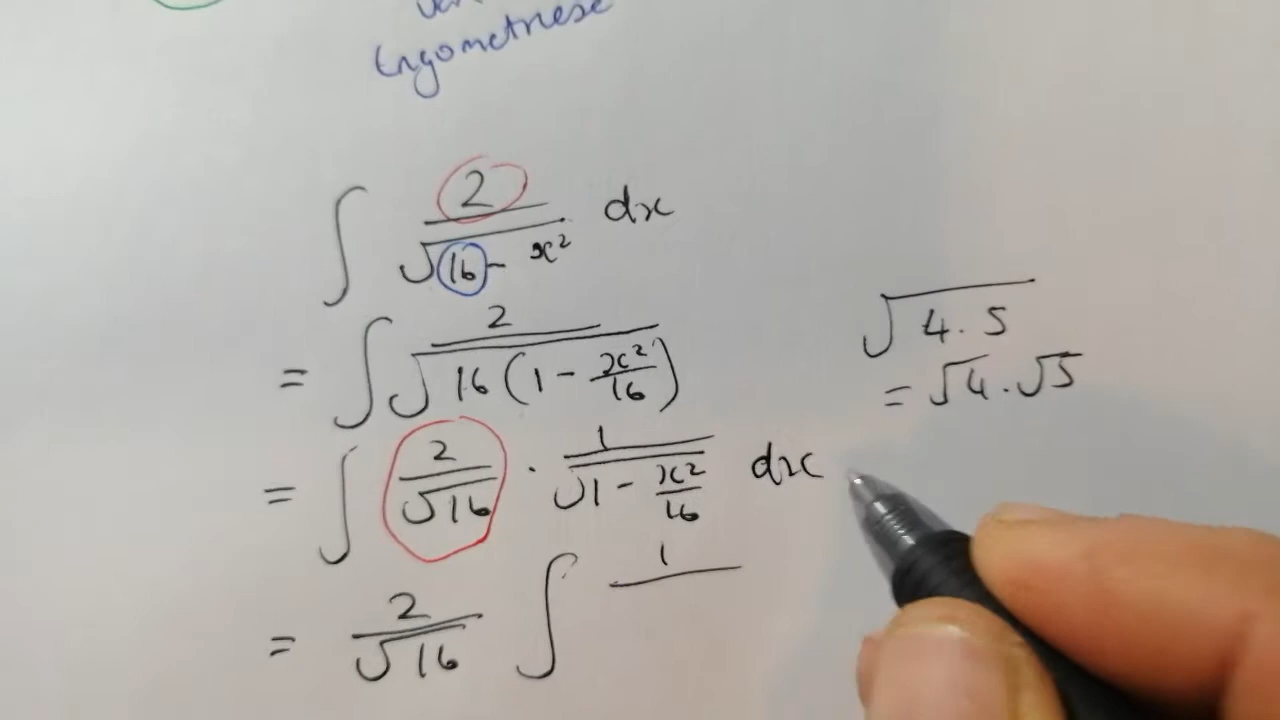 trigometriese
∫ 2/√(16 - x²) dx
= ∫ 2/√(16(1 - x²/16))
= ∫ 2/√16 · 1/√(1 - x²/16) dx
= 2/√16 ∫ 1/
√(4.5)
= √4.√5